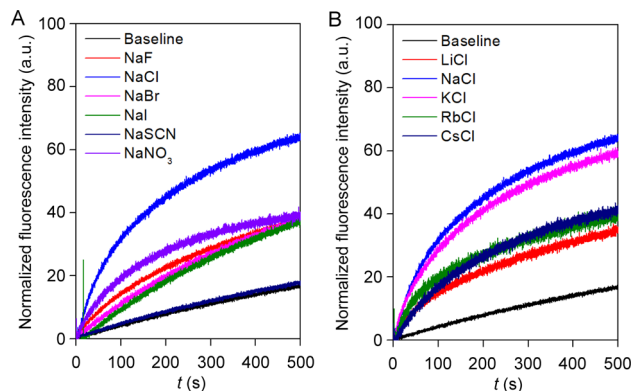 A
Normalized fluorescence intensity (a.u.)
100
80
60
40
20
0
Baseline
NaF
NaCl
NaBr
NaI
NaSCN
NaNO₃
0 100 200 300 400 500
t (s)
B
Normalized fluorescence intensity (a.u.)
100
80
60
40
20
0
Baseline
LiCl
NaCl
KCl
RbCl
CsCl
0 100 200 300 400 500
t (s)